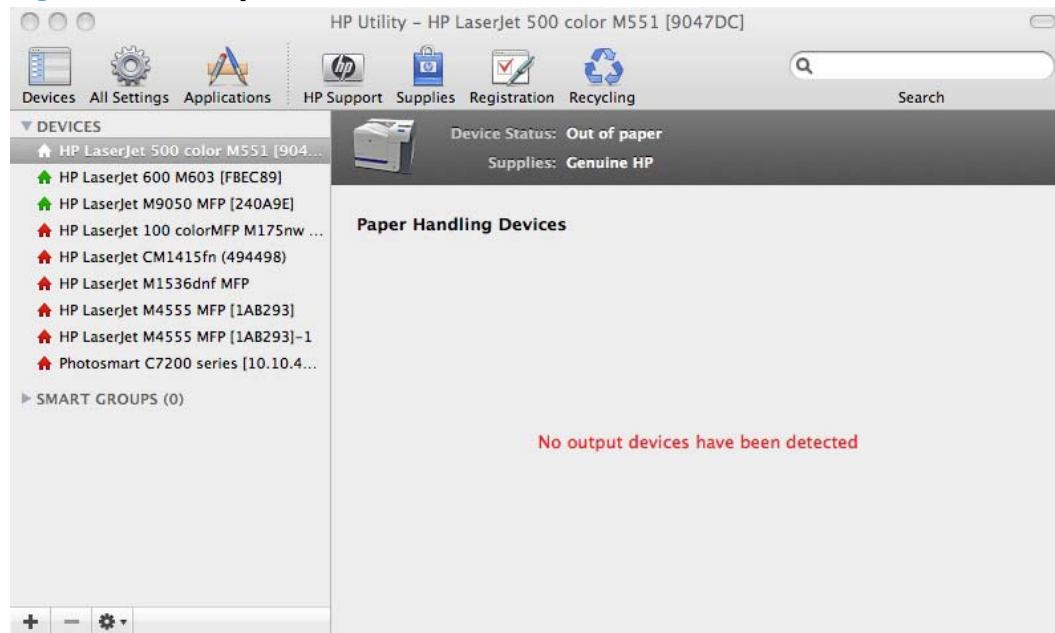 HP Utility – HP LaserJet 500 color M551 [9047DC]
Devices All Settings Applications HP Support Supplies Registration Recycling Search
▼ DEVICES
HP LaserJet 500 color M551 [904...
HP LaserJet 600 M603 [FBEC89]
HP LaserJet M9050 MFP [240A9E]
HP LaserJet 100 colorMFP M175nw ...
HP LaserJet CM1415fn (494498)
HP LaserJet M1536dnf MFP
HP LaserJet M4555 MFP [1AB293]
HP LaserJet M4555 MFP [1AB293]-1
Photosmart C7200 series [10.10.4...
▶ SMART GROUPS (0)
Device Status: Out of paper
Supplies: Genuine HP
Paper Handling Devices
No output devices have been detected